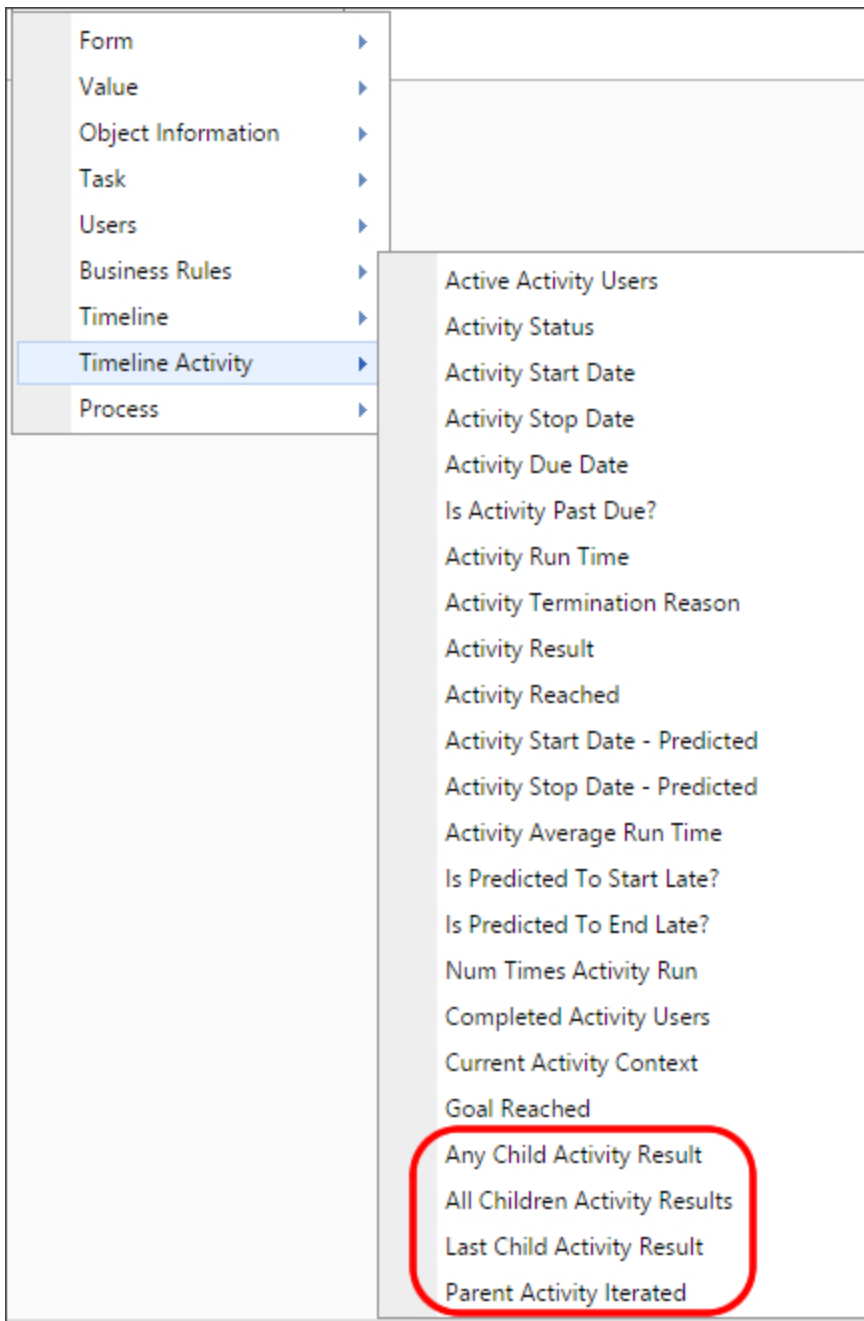 Form
Value
Object Information
Task
Users
Business Rules
Timeline
Timeline Activity
Process
Active Activity Users
Activity Status
Activity Start Date
Activity Stop Date
Activity Due Date
Is Activity Past Due?
Activity Run Time
Activity Termination Reason
Activity Result
Activity Reached
Activity Start Date - Predicted
Activity Stop Date - Predicted
Activity Average Run Time
Is Predicted To Start Late?
Is Predicted To End Late?
Num Times Activity Run
Completed Activity Users
Current Activity Context
Goal Reached
Any Child Activity Result
All Children Activity Results
Last Child Activity Result
Parent Activity Iterated